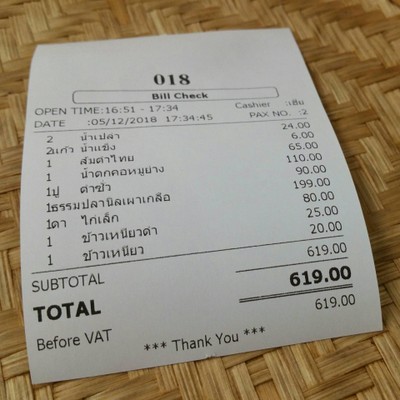 018
Bill Check
OPEN TIME:16:51 - 17:34 Cashier :เชิม
DATE :05/12/2018 17:34:45 PAX NO. :2
2 น้ำเปล่า 24.00
2แก้ว น้ำแข็ง 6.00
1 ส้มตำไทย 65.00
1 น้ำตกคอหมูย่าง 110.00
1ปู ตำซั่ว 90.00
1ธรรมปลานิลเผาเกลือ 199.00
1ดา ไก่เล็ก 80.00
1 ข้าวเหนียวดำ 25.00
1 ข้าวเหนียว 20.00
SUBTOTAL 619.00
TOTAL 619.00
Before VAT 619.00
*** Thank You ***